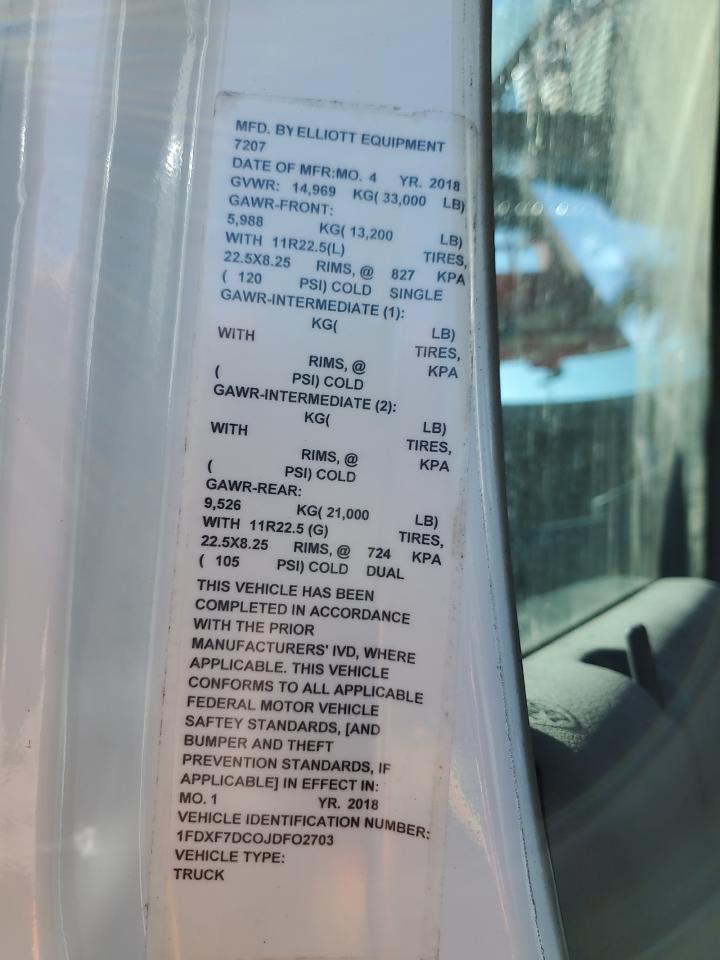 MFD. BY ELLIOTT EQUIPMENT
7207
DATE OF MFR:MO. 4 YR. 2018
GVWR: 14,969 KG( 33,000 LB)
GAWR-FRONT:
5,988 KG( 13,200 LB)
WITH 11R22.5(L) TIRES,
22.5X8.25 RIMS, @ 827 KPA
( 120 PSI) COLD SINGLE
GAWR-INTERMEDIATE (1):
KG( LB)
WITH TIRES,
RIMS, @ KPA
( PSI) COLD
GAWR-INTERMEDIATE (2):
KG( LB)
WITH TIRES,
RIMS, @ KPA
( PSI) COLD
GAWR-REAR:
9,526 KG( 21,000 LB)
WITH 11R22.5 (G) TIRES,
22.5X8.25 RIMS, @ 724 KPA
( 105 PSI) COLD DUAL
THIS VEHICLE HAS BEEN
COMPLETED IN ACCORDANCE
WITH THE PRIOR
MANUFACTURERS' IVD, WHERE
APPLICABLE. THIS VEHICLE
CONFORMS TO ALL APPLICABLE
FEDERAL MOTOR VEHICLE
SAFTEY STANDARDS, [AND
BUMPER AND THEFT
PREVENTION STANDARDS, IF
APPLICABLE] IN EFFECT IN:
MO. 1 YR. 2018
VEHICLE IDENTIFICATION NUMBER:
1FDXF7DCOJDFO2703
VEHICLE TYPE:
TRUCK